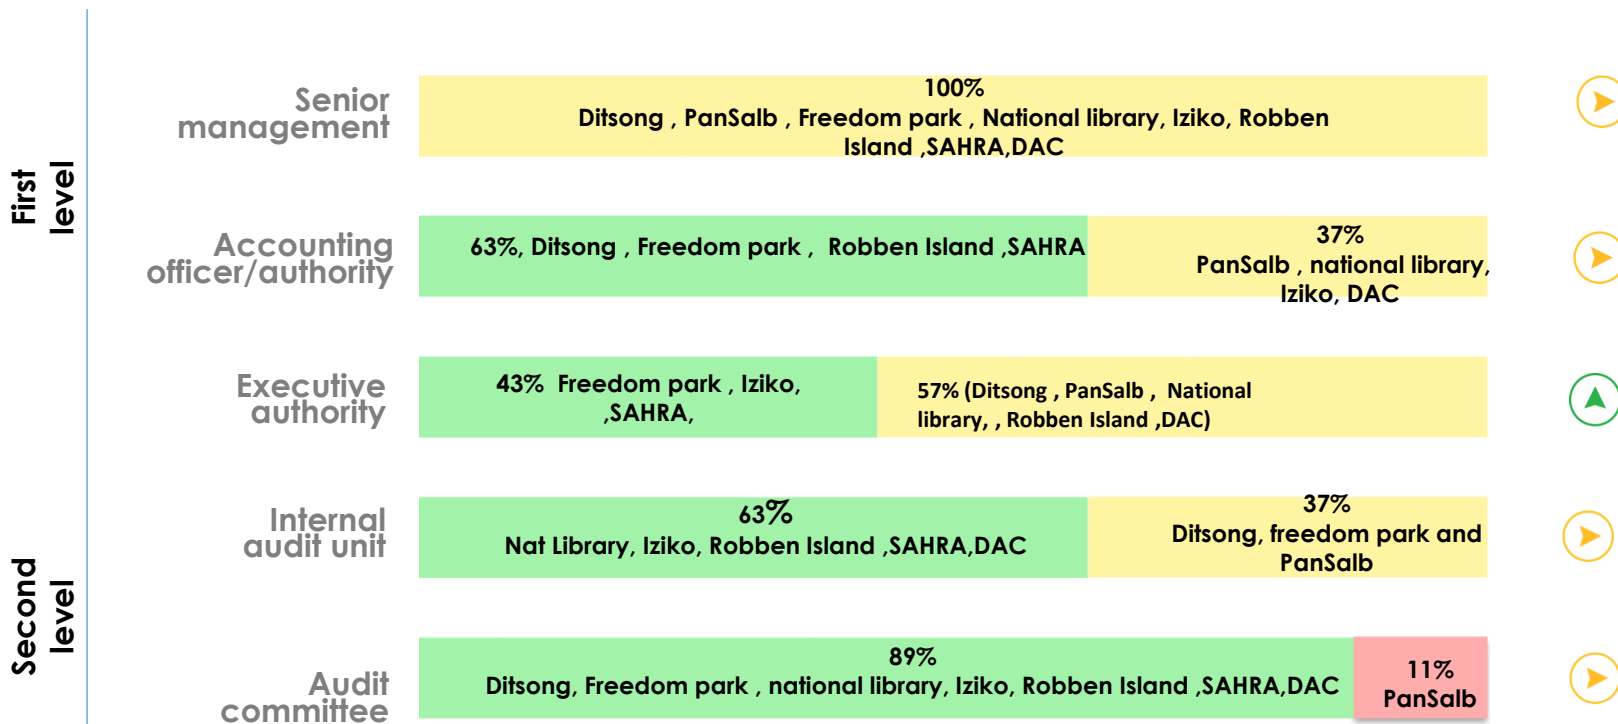 First
level
Senior
management
100%
Ditsong , PanSalb , Freedom park , National library, Iziko, Robben
Island ,SAHRA,DAC
Accounting
officer/authority
63%, Ditsong , Freedom park , Robben Island ,SAHRA
37%
PanSalb , national library,
Iziko, DAC
Executive
authority
43% Freedom park , Iziko,
,SAHRA,
57% (Ditsong , PanSalb , National
library, , Robben Island ,DAC)
Second
level
Internal
audit unit
63%
Nat Library, Iziko, Robben Island ,SAHRA,DAC
37%
Ditsong, freedom park and
PanSalb
Audit
committee
89%
Ditsong, Freedom park , national library, Iziko, Robben Island ,SAHRA,DAC
11%
PanSalb